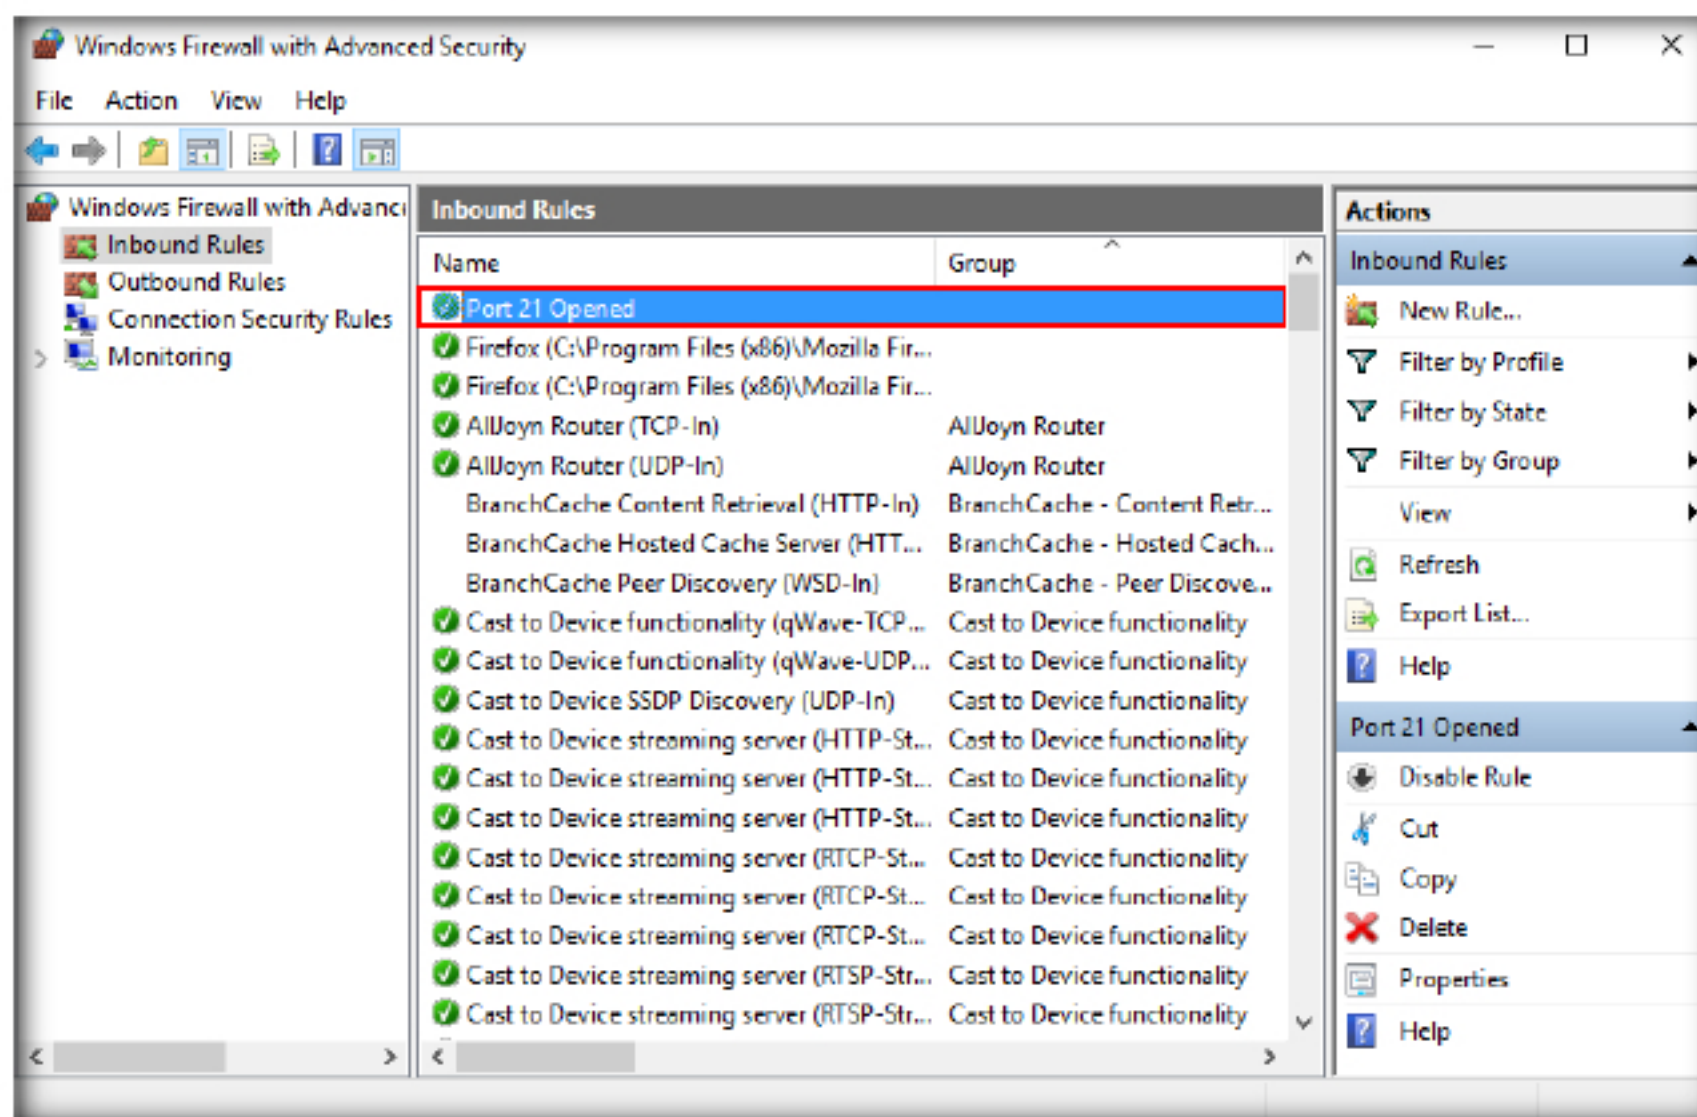 Windows Firewall with Advanced Security
File Action View Help
Windows Firewall with Advanc
Inbound Rules
Outbound Rules
Connection Security Rules
Monitoring
Inbound Rules
Name Group
Port 21 Opened
Firefox (C:\Program Files (x86)\Mozilla Fir...
Firefox (C:\Program Files (x86)\Mozilla Fir...
AllJoyn Router (TCP-In) AllJoyn Router
AllJoyn Router (UDP-In) AllJoyn Router
BranchCache Content Retrieval (HTTP-In) BranchCache - Content Retr...
BranchCache Hosted Cache Server (HTT... BranchCache - Hosted Cach...
BranchCache Peer Discovery (WSD-In) BranchCache - Peer Discove...
Cast to Device functionality (qWave-TCP... Cast to Device functionality
Cast to Device functionality (qWave-UDP... Cast to Device functionality
Cast to Device SSDP Discovery (UDP-In) Cast to Device functionality
Cast to Device streaming server (HTTP-St... Cast to Device functionality
Cast to Device streaming server (HTTP-St... Cast to Device functionality
Cast to Device streaming server (HTTP-St... Cast to Device functionality
Cast to Device streaming server (RTCP-St... Cast to Device functionality
Cast to Device streaming server (RTCP-St... Cast to Device functionality
Cast to Device streaming server (RTCP-St... Cast to Device functionality
Cast to Device streaming server (RTSP-Str... Cast to Device functionality
Cast to Device streaming server (RTSP-Str... Cast to Device functionality
Actions
Inbound Rules
New Rule...
Filter by Profile
Filter by State
Filter by Group
View
Refresh
Export List...
Help
Port 21 Opened
Disable Rule
Cut
Copy
Delete
Properties
Help